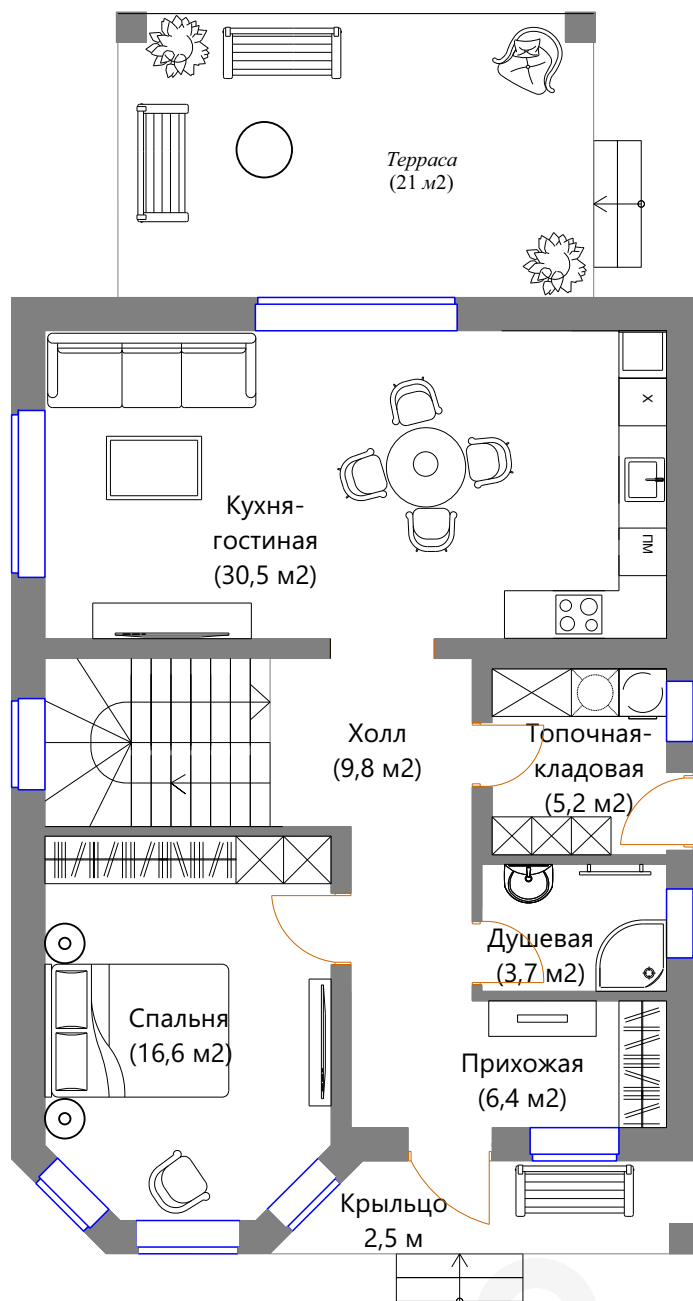 Терраса
(21 м2)
X
ПМ
Кухня-
гостиная
(30,5 м2)
Холл
(9,8 м2)
Топочная-
кладовая
(5,2 м2)
Душевая
(3,7 м2)
Спальня
(16,6 м2)
Прихожая
(6,4 м2)
Крыльцо
2,5 м